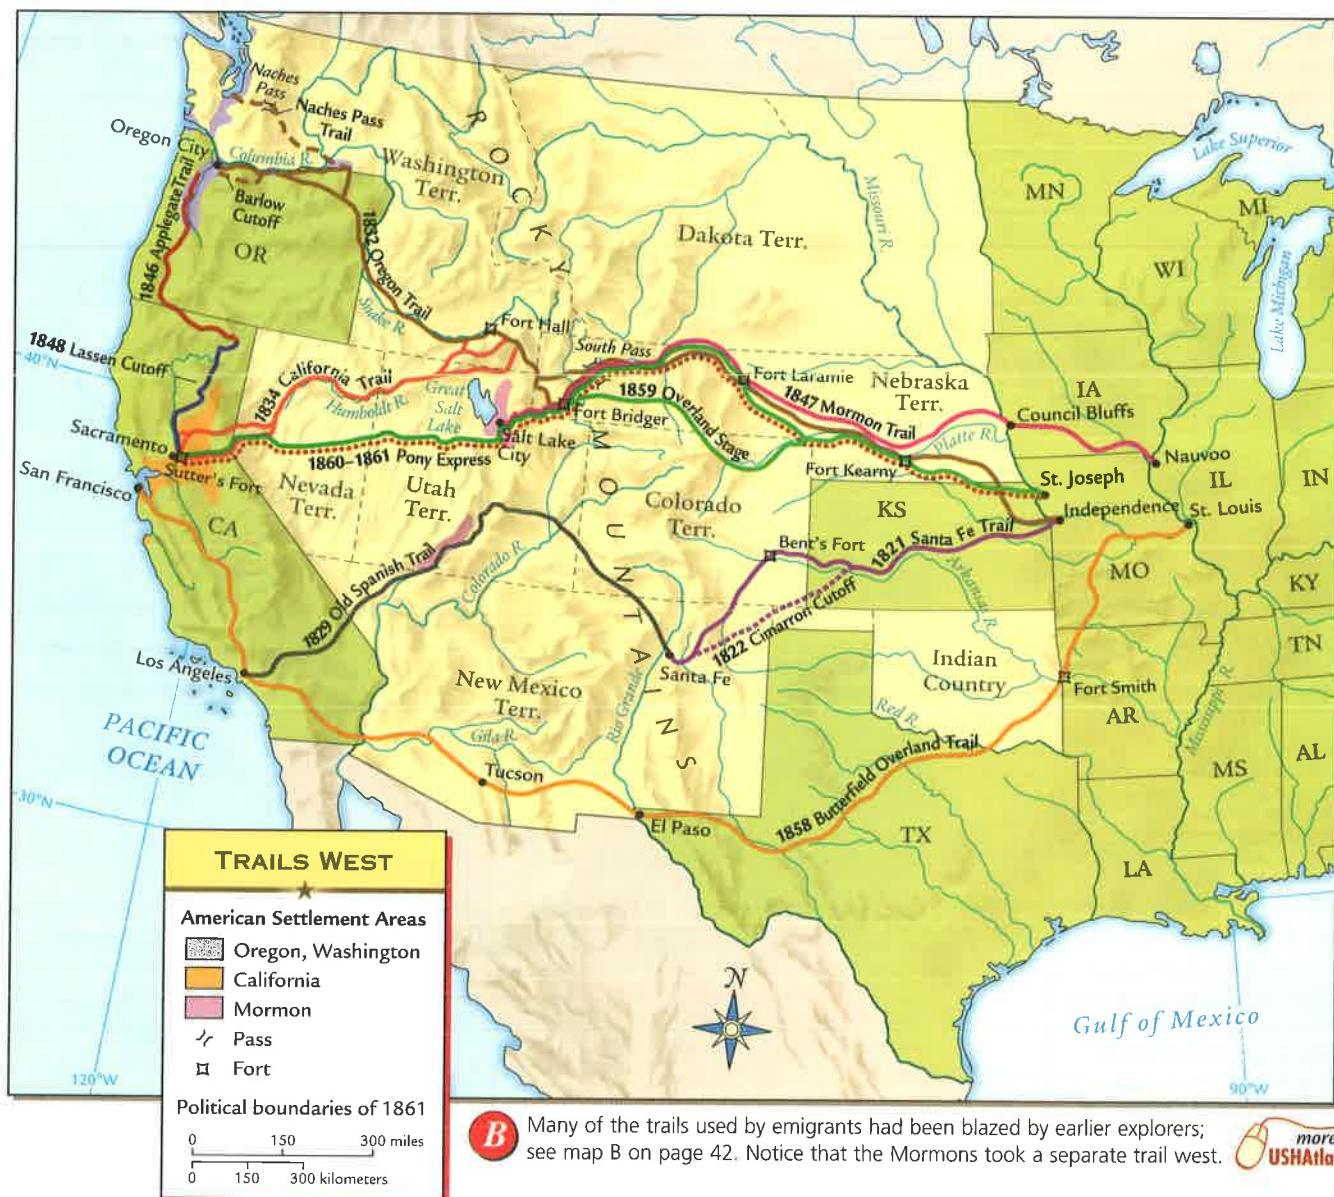 Naches
Pass
Naches Pass
Trail
Oregon
City
Columbia R.
Barlow
Cutoff
1846 Applegate Trail
OR
1832 Oregon Trail
Snake R.
Washington
Terr.
ROCKY MOUNTAINS
Dakota Terr.
Missouri R.
MN
Lake Superior
MI
WI
Lake Michigan
1848 Lassen Cutoff
40°N
1834 California Trail
Humboldt R.
Fort Hall
South Pass
Great
Salt
Lake
Fort Bridger
1859 Overland Stage
Fort Laramie
1847 Mormon Trail
Nebraska
Terr.
Platte R.
IA
Council Bluffs
Nauvoo
IL
IN
Sacramento
Sutter's Fort
San Francisco
Salt Lake
City
1860–1861 Pony Express
Nevada
Terr.
Utah
Terr.
Fort Kearny
St. Joseph
Independence
St. Louis
CA
Colorado
Terr.
KS
Bent's Fort
1821 Santa Fe Trail
Arkansas R.
MO
KY
1829 Old Spanish Trail
Colorado R.
1822 Cimarron Cutoff
Santa Fe
Los Angeles
New Mexico
Terr.
Rio Grande
Indian
Country
Fort Smith
TN
Red R.
AR
Mississippi R.
PACIFIC
OCEAN
Gila R.
Tucson
El Paso
1858 Butterfield Overland Trail
TX
MS
AL
LA
30°N
TRAILS WEST
American Settlement Areas
Oregon, Washington
California
Mormon
Pass
Fort
Political boundaries of 1861
0 150 300 miles
0 150 300 kilometers
120°W
N
Gulf of Mexico
90°W
B
Many of the trails used by emigrants had been blazed by earlier explorers;
see map B on page 42. Notice that the Mormons took a separate trail west.
more
USHAtla